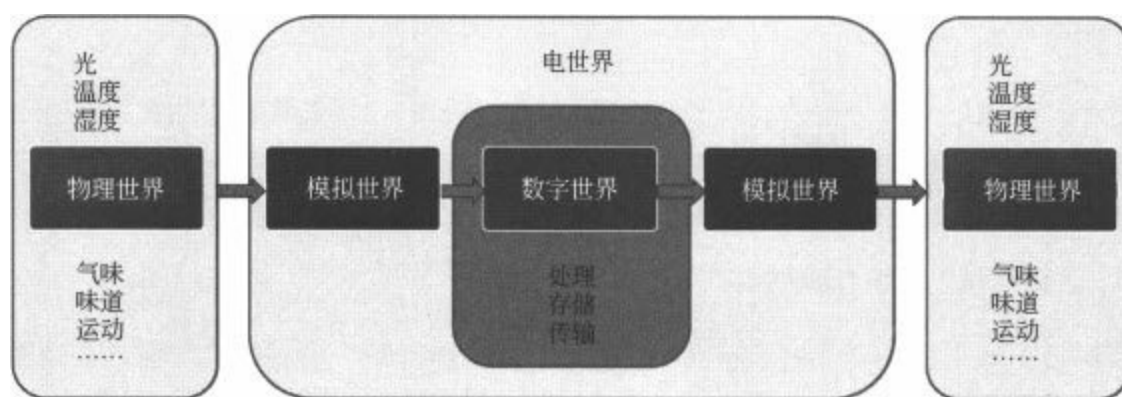 光
温度
湿度
物理世界
气味
味道
运动
……
电世界
模拟世界
数字世界
处理
存储
传输
模拟世界
光
温度
湿度
物理世界
气味
味道
运动
……